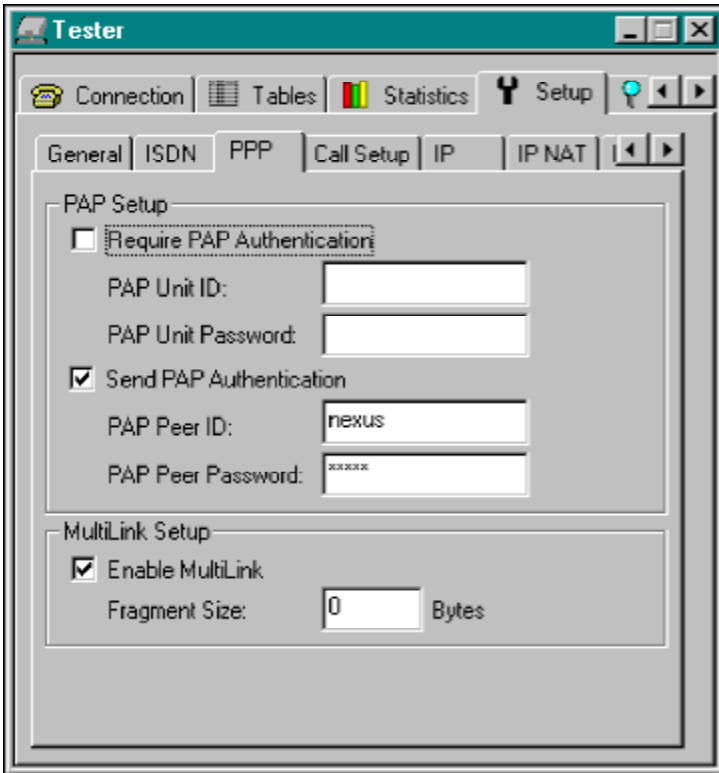 Tester
Connection Tables Statistics Setup
General ISDN PPP Call Setup IP IP NAT
PAP Setup
Require PAP Authentication
PAP Unit ID:
PAP Unit Password:
Send PAP Authentication
PAP Peer ID: nexus
PAP Peer Password: *****
MultiLink Setup
Enable MultiLink
Fragment Size: 0 Bytes